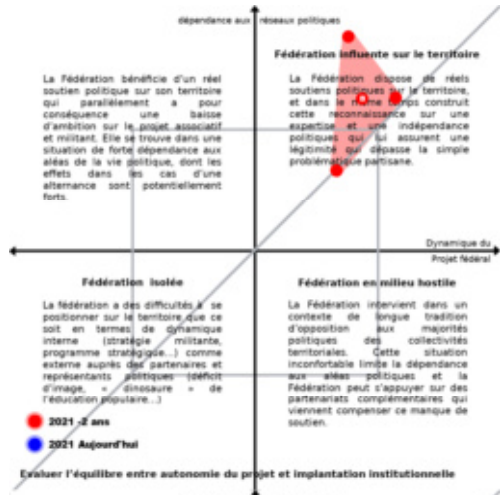 dépendance aux réseaux politiques
Fédération influente sur le territoire
La Fédération bénéficie d'un réel
soutien politique sur son territoire
qui parallèlement a pour
conséquence une baisse
d'ambition sur le projet associatif
et militant. Elle se trouve dans une
situation de forte dépendance aux
aléas de la vie politique, dont les
effets dans les cas d'une
alternance sont potentiellement
forts.
La Fédération dispose de réels
soutiens politiques sur le territoire,
et dans le même temps construit
cette reconnaissance sur une
expertise et une indépendance
politiques qui assurent une
légitimité qui dépasse la simple
problématique partisane.
Dynamique du
Projet fédéral
Fédération isolée
La fédération a des difficultés à se
positionner sur le territoire que ce
soit en termes de dynamique
interne (stratégie militante,
programme stratégique...) comme
externe auprès des partenaires et
représentants politiques (déficit
d'image, « dinosaure » de
l'éducation populaire...)
Fédération en milieu hostile
La Fédération intervient dans un
contexte de longue tradition
d'opposition aux majorités
politiques des collectivités
territoriales. Cette situation
inconfortable limite la dépendance
aux aléas politiques et la
Fédération peut s'appuyer sur des
partenariats complémentaires qui
viennent compenser ce manque de
soutien.
2021 -2 ans
2021 Aujourd'hui
Evaluer l'équilibre entre autonomie du projet et implantation institutionnelle